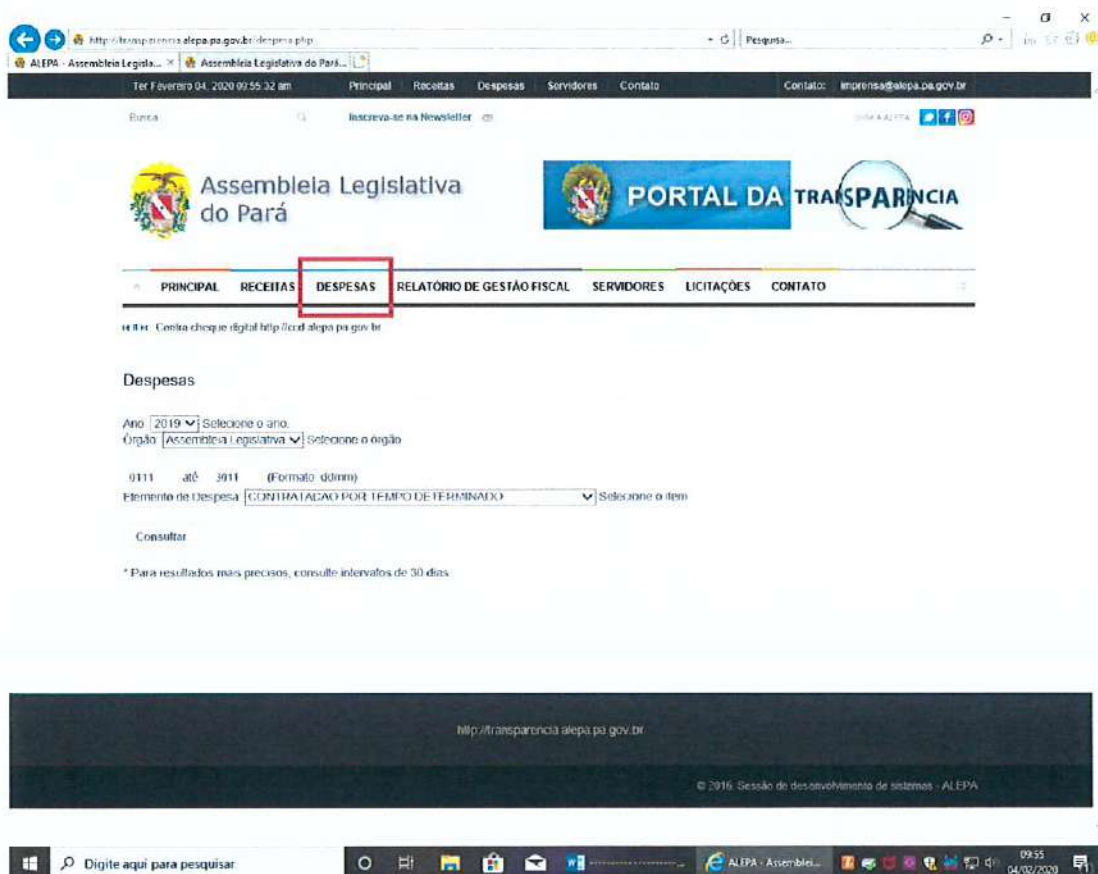 http://transparencia.alepa.pa.gov.br/despesa.php
Pesquisa...
ALEPA - Assembleia Legisla...
Assembleia Legislativa do Pará...
Ter Fevereiro 04, 2020 09:55:32 am Principal Receitas Despesas Servidores Contato Contato: imprensa@alepa.pa.gov.br
Busca Inscreva-se na Newsletter SIGA A ALEPA
Assembleia Legislativa
do Pará
PORTAL DA TRANSPARÊNCIA
PRINCIPAL RECEITAS DESPESAS RELATÓRIO DE GESTÃO FISCAL SERVIDORES LICITAÇÕES CONTATO
Contra cheque digital http://ccd.alepa.pa.gov.br
Despesas
Ano 2019 Selecione o ano.
Órgão Assembleia Legislativa Selecione o órgão
0111 até 3011 (Formato: ddmm)
Elemento de Despesa CONTRATACAO POR TEMPO DETERMINADO Selecione o item
Consultar
* Para resultados mais precisos, consulte intervalos de 30 dias
http://transparencia.alepa.pa.gov.br
© 2016. Sessão de desenvolvimento de sistemas - ALEPA
Digite aqui para pesquisar
ALEPA - Assemblei...
09:55
04/02/2020